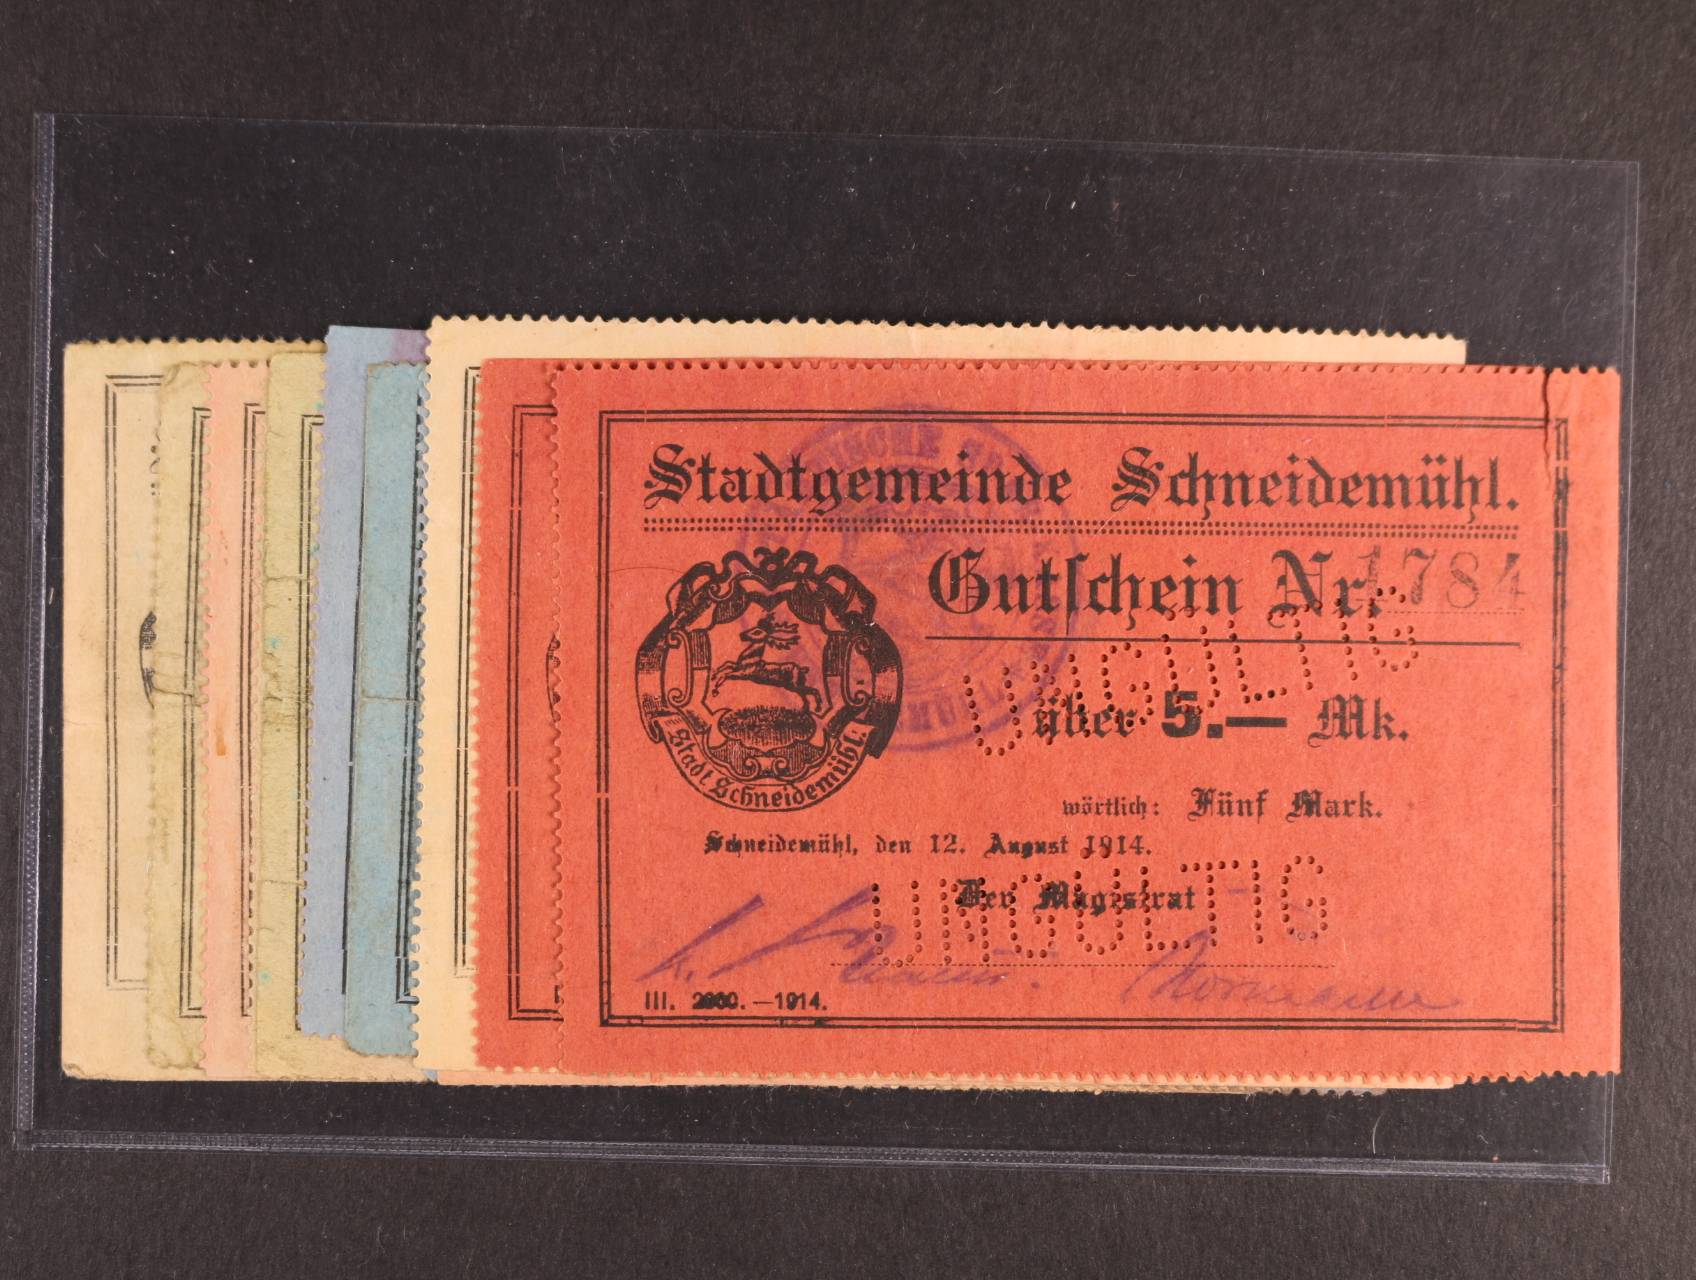 Stadtgemeinde Schneidemühl.
Gutschein Nr. 1784
UNGÜLTIG
über 5.— Mk.
Stadt Schneidemühl.
wörtlich: Fünf Mark.
Schneidemühl, den 12. August 1914.
Der Magistrat
UNGÜLTIG
III. 2000. — 1914.